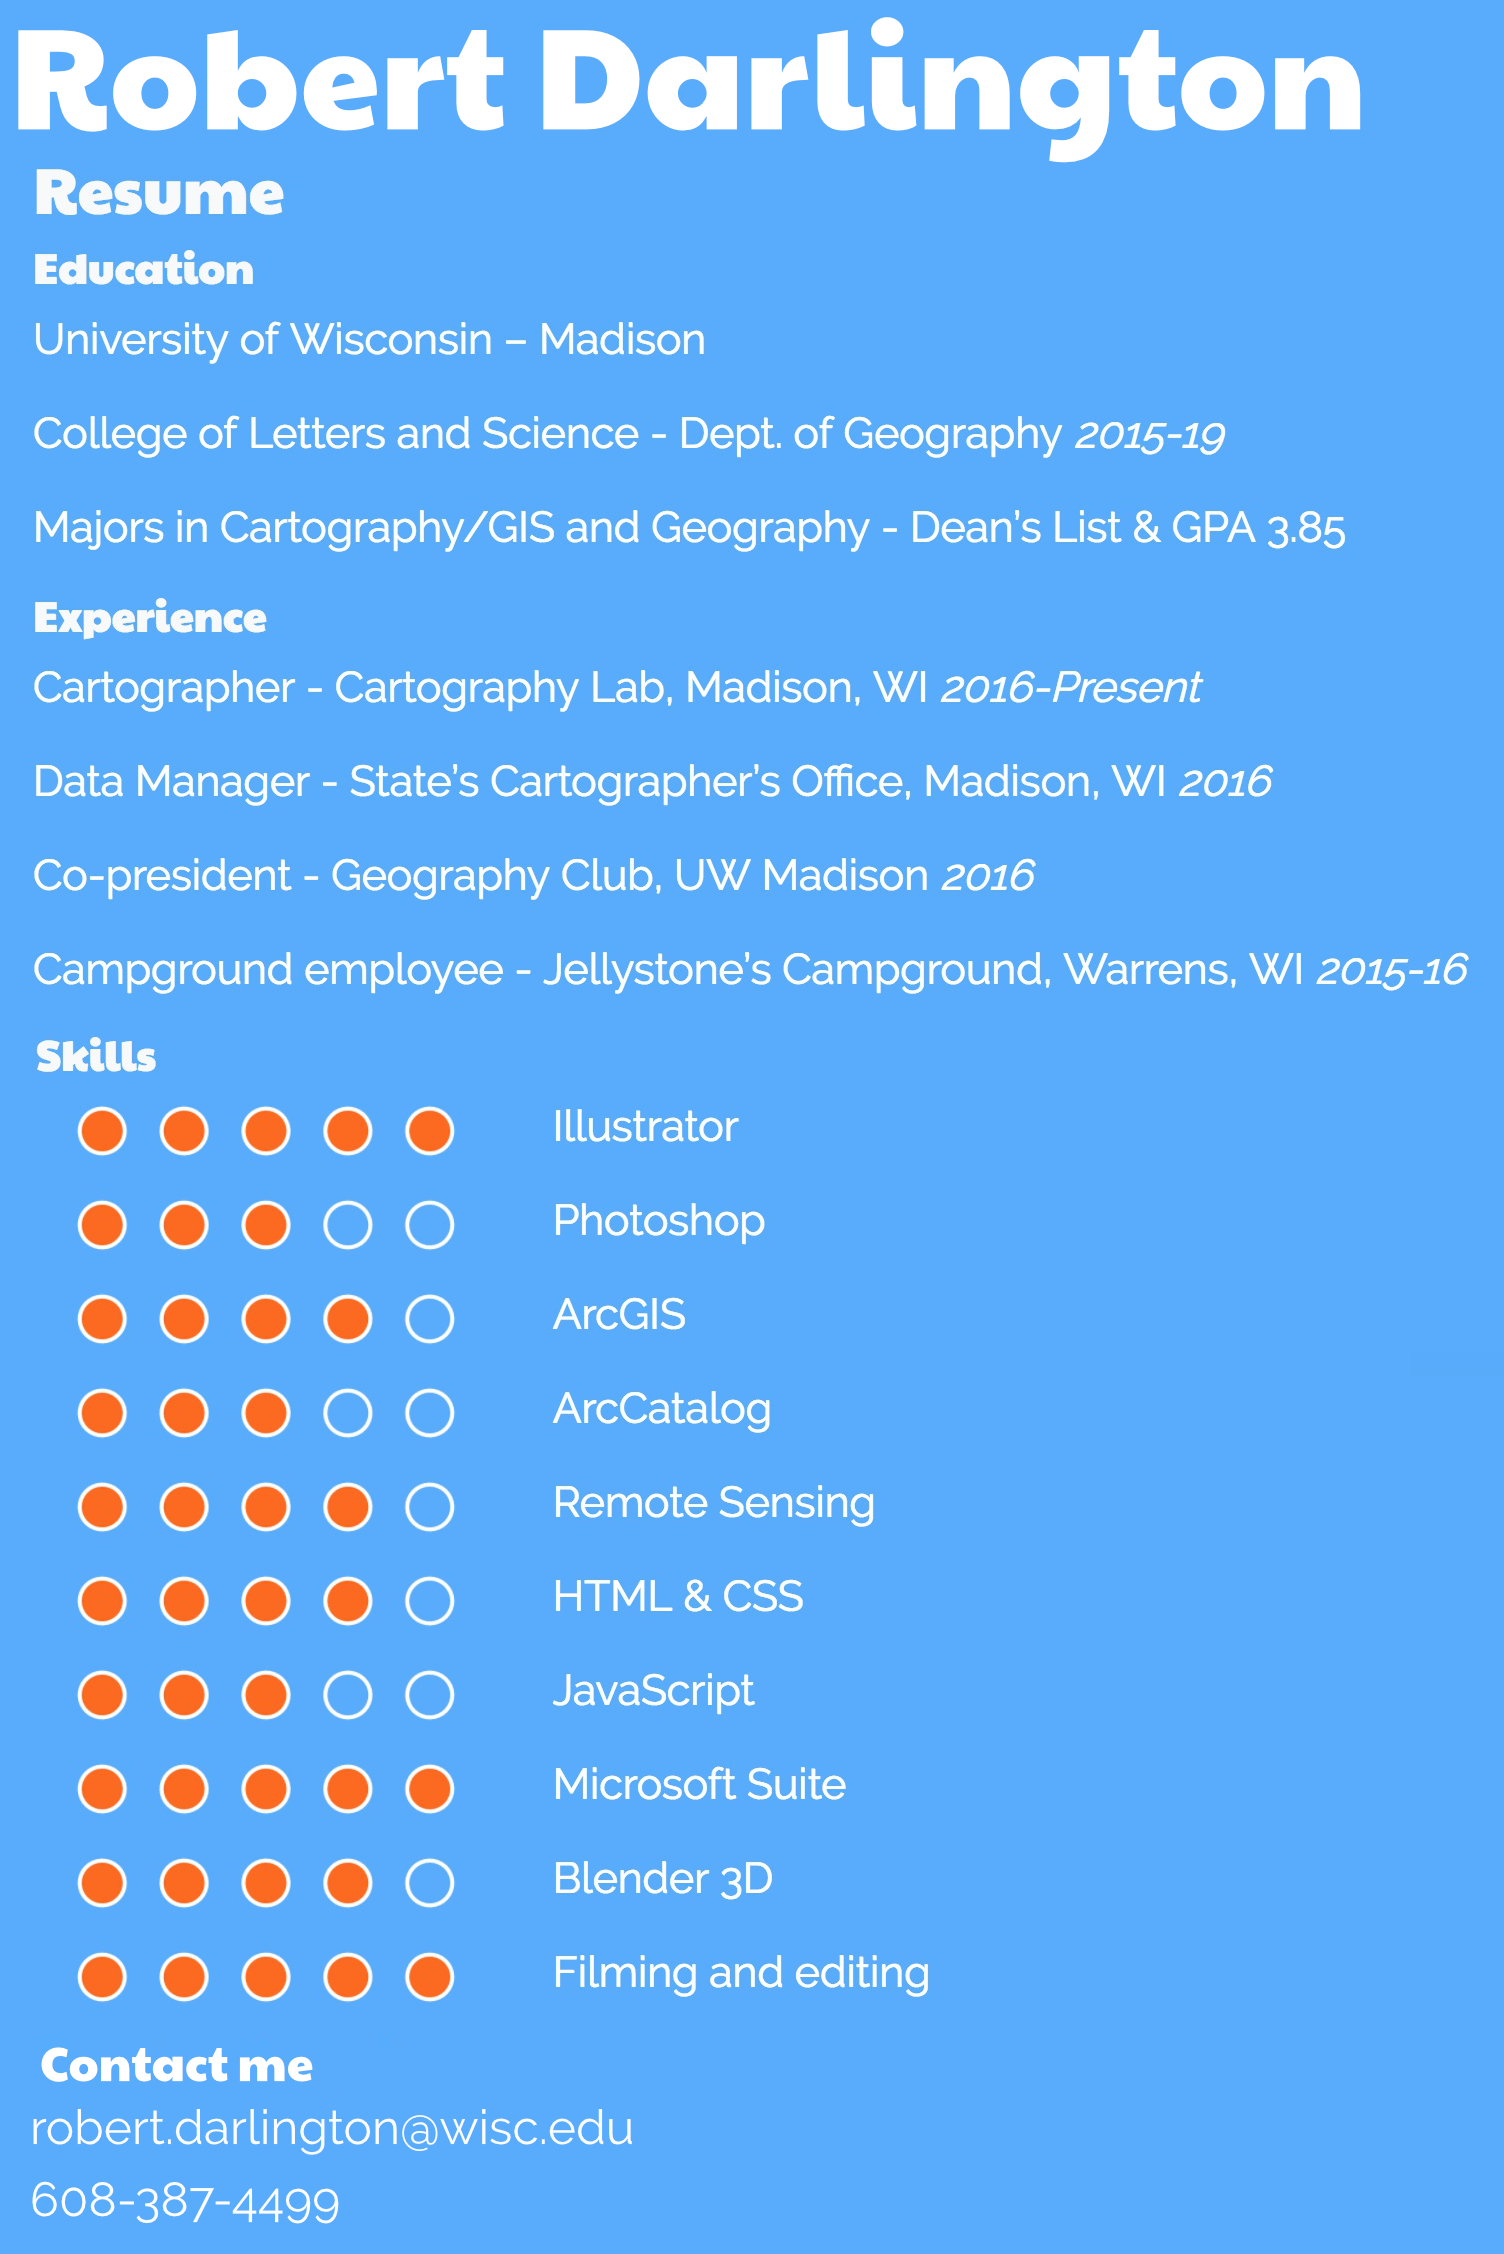 Robert Darlington
Resume
Education
University of Wisconsin – Madison
College of Letters and Science - Dept. of Geography 2015-19
Majors in Cartography/GIS and Geography - Dean’s List & GPA 3.85
Experience
Cartographer - Cartography Lab, Madison, WI 2016-Present
Data Manager - State’s Cartographer’s Office, Madison, WI 2016
Co-president - Geography Club, UW Madison 2016
Campground employee - Jellystone’s Campground, Warrens, WI 2015-16
Skills
Illustrator
Photoshop
ArcGIS
ArcCatalog
Remote Sensing
HTML & CSS
JavaScript
Microsoft Suite
Blender 3D
Filming and editing
Contact me
robert.darlington@wisc.edu
608-387-4499